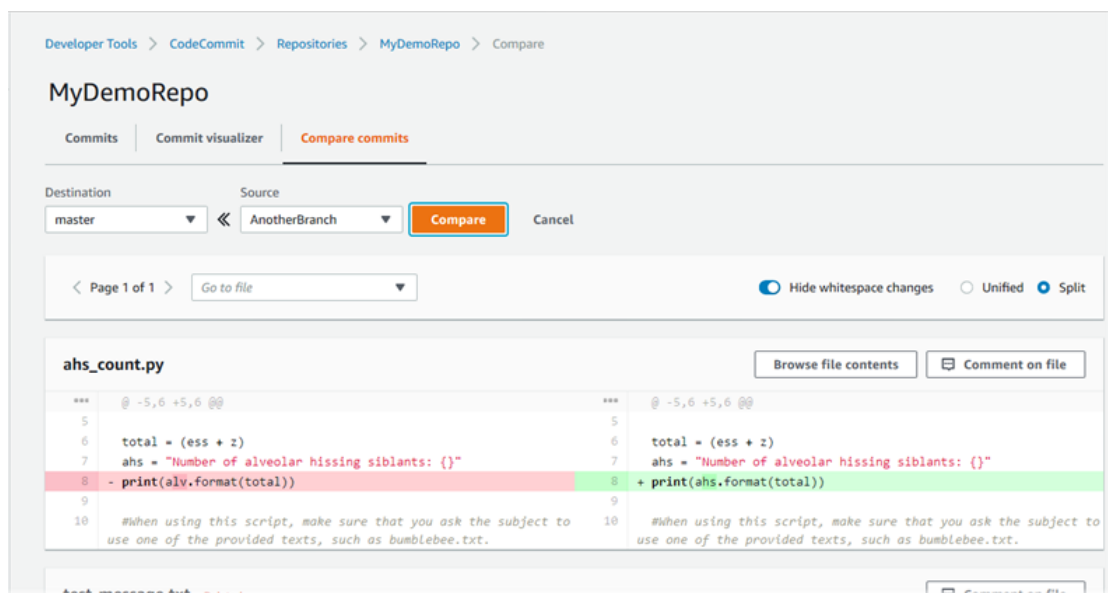 Developer Tools > CodeCommit > Repositories > MyDemoRepo > Compare
MyDemoRepo
Commits Commit visualizer Compare commits
Destination Source
master AnotherBranch Compare Cancel
Page 1 of 1 Go to file Hide whitespace changes Unified Split
ahs_count.py Browse file contents Comment on file
@ -5,6 +5,6 @@ @ -5,6 +5,6 @@
5 5
6 total = (ess + z) 6 total = (ess + z)
7 ahs = "Number of alveolar hissing siblants: {}" 7 ahs = "Number of alveolar hissing siblants: {}"
8 - print(alv.format(total)) 8 + print(ahs.format(total))
9 9
10 #When using this script, make sure that you ask the subject to 10 #When using this script, make sure that you ask the subject to
use one of the provided texts, such as bumblebee.txt. use one of the provided texts, such as bumblebee.txt.
test_message.txt Comment on file